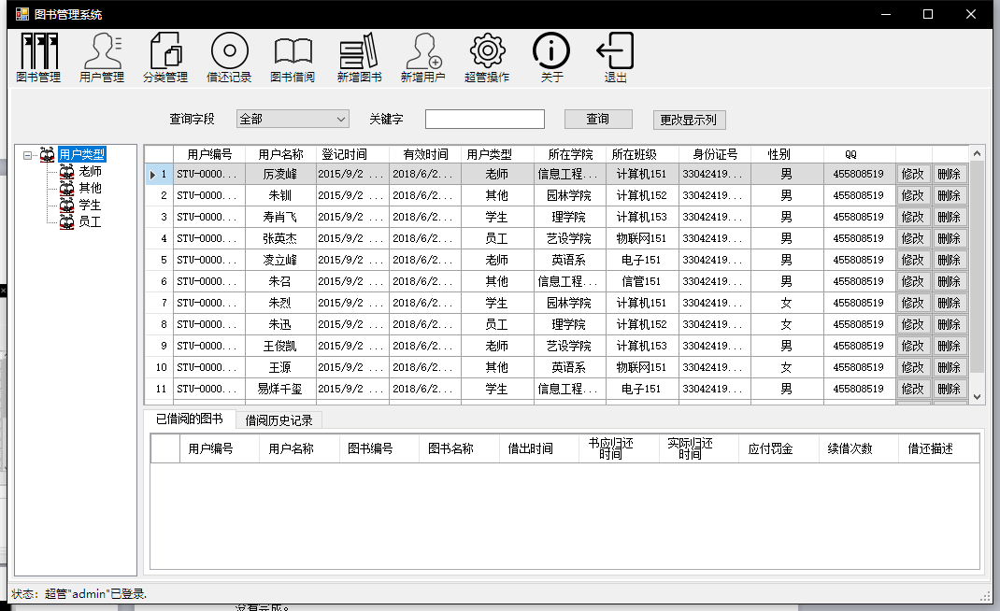 图书管理系统
图书管理 用户管理 分类管理 借还记录 图书借阅 新增图书 新增用户 超管操作 关于 退出
查询字段 全部 关键字 查询 更改显示列
用户类型
老师
其他
学生
员工
用户编号 用户名称 登记时间 有效时间 用户类型 所在学院 所在班级 身份证号 性别 QQ
1 STU-0000... 厉凌峰 2015/9/2 ... 2018/6/2... 老师 信息工程... 计算机151 33042419... 男 455808519 修改 删除
2 STU-0000... 朱钏 2015/9/2 ... 2018/6/2... 其他 园林学院 计算机152 33042419... 男 455808519 修改 删除
3 STU-0000... 寿肖飞 2015/9/2 ... 2018/6/2... 学生 理学院 计算机153 33042419... 男 455808519 修改 删除
4 STU-0000... 张英杰 2015/9/2 ... 2018/6/2... 员工 艺设学院 物联网151 33042419... 男 455808519 修改 删除
5 STU-0000... 凌立峰 2015/9/2 ... 2018/6/2... 老师 英语系 电子151 33042419... 男 455808519 修改 删除
6 STU-0000... 朱召 2015/9/2 ... 2018/6/2... 其他 信息工程... 信管151 33042419... 男 455808519 修改 删除
7 STU-0000... 朱烈 2015/9/2 ... 2018/6/2... 学生 园林学院 计算机151 33042419... 女 455808519 修改 删除
8 STU-0000... 朱迅 2015/9/2 ... 2018/6/2... 员工 理学院 计算机152 33042419... 女 455808519 修改 删除
9 STU-0000... 王俊凯 2015/9/2 ... 2018/6/2... 老师 艺设学院 计算机153 33042419... 男 455808519 修改 删除
10 STU-0000... 王源 2015/9/2 ... 2018/6/2... 其他 英语系 物联网151 33042419... 女 455808519 修改 删除
11 STU-0000... 易烊千玺 2015/9/2 ... 2018/6/2... 学生 信息工程... 电子151 33042419... 男 455808519 修改 删除
已借阅的图书 借阅历史记录
用户编号 用户名称 图书编号 图书名称 借出时间 书应归还时间 实际归还时间 应付罚金 续借次数 借还描述
状态: 超管"admin"已登录.
没有完成。